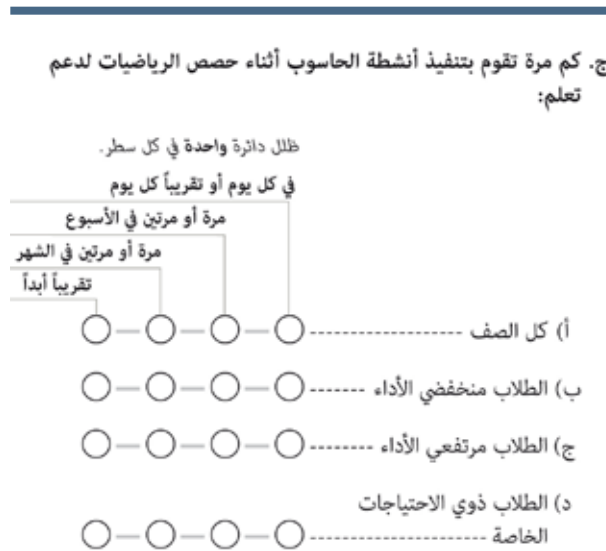 ج. كم مرة تقوم بتنفيذ أنشطة الحاسوب أثناء حصص الرياضيات لدعم
تعلم:
ظلل دائرة واحدة في كل سطر.
في كل يوم أو تقريباً كل يوم
مرة أو مرتين في الأسبوع
مرة أو مرتين في الشهر
تقريباً أبداً
أ) كل الصف
ب) الطلاب منخفضي الأداء
ج) الطلاب مرتفعي الأداء
د) الطلاب ذوي الاحتياجات
الخاصة